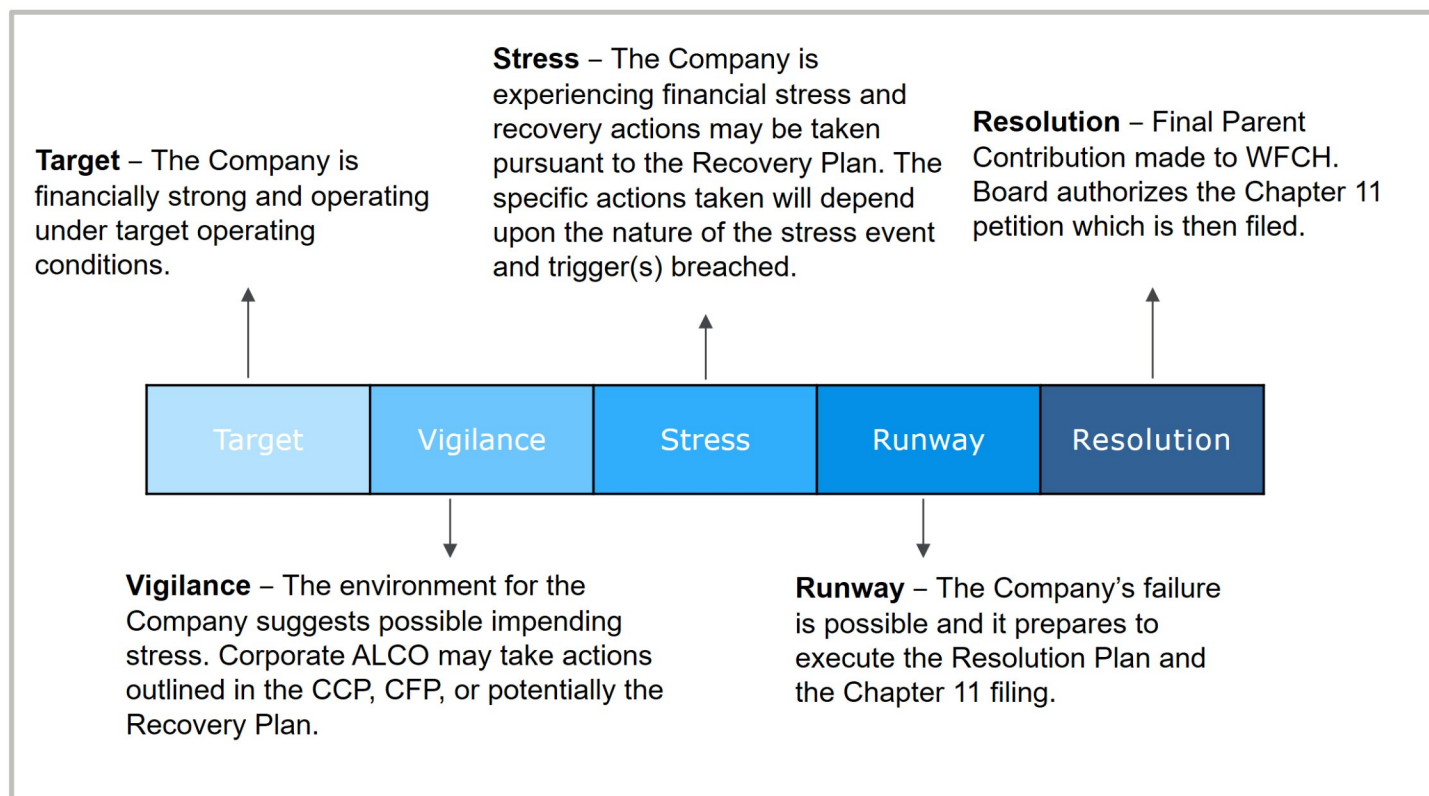 Target – The Company is
financially strong and operating
under target operating
conditions.
Stress – The Company is
experiencing financial stress and
recovery actions may be taken
pursuant to the Recovery Plan. The
specific actions taken will depend
upon the nature of the stress event
and trigger(s) breached.
Resolution – Final Parent
Contribution made to WFCH.
Board authorizes the Chapter 11
petition which is then filed.
Target
Vigilance
Stress
Runway
Resolution
Vigilance – The environment for the
Company suggests possible impending
stress. Corporate ALCO may take actions
outlined in the CCP, CFP, or potentially the
Recovery Plan.
Runway – The Company’s failure
is possible and it prepares to
execute the Resolution Plan and
the Chapter 11 filing.